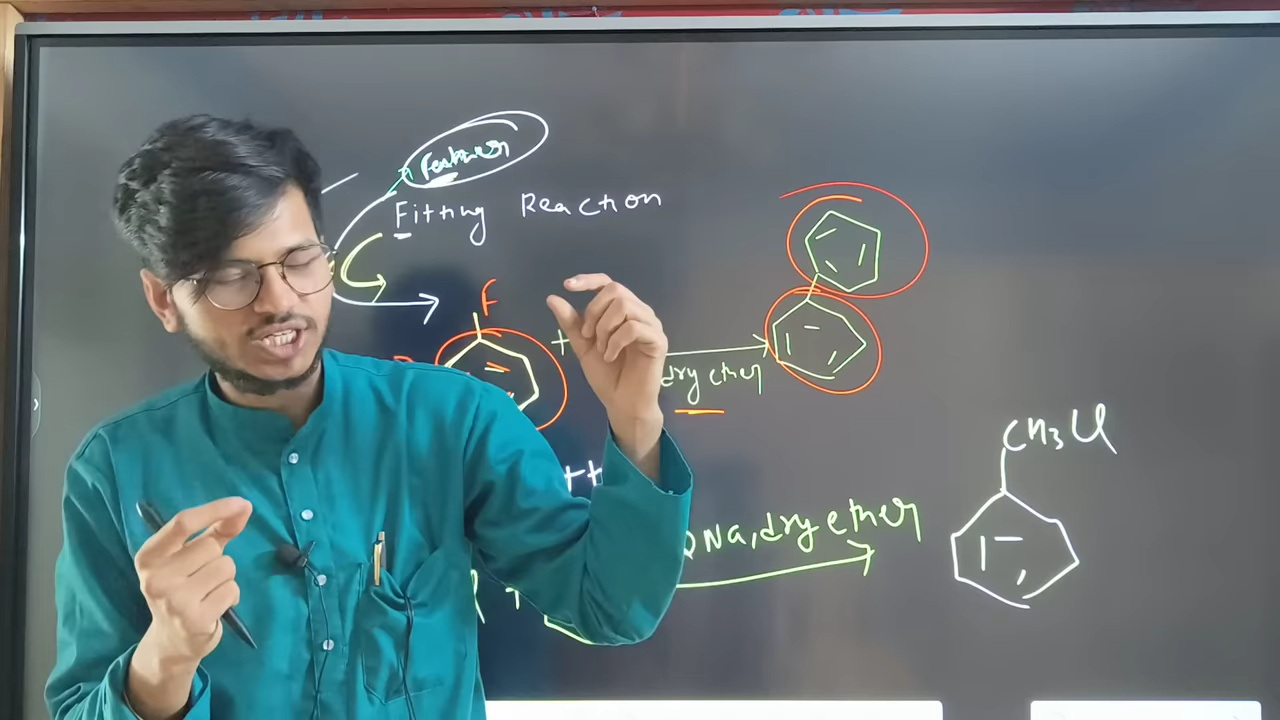 Fitting Reaction
F
+
dry ether
CH3Cl
Na, dry ether
+